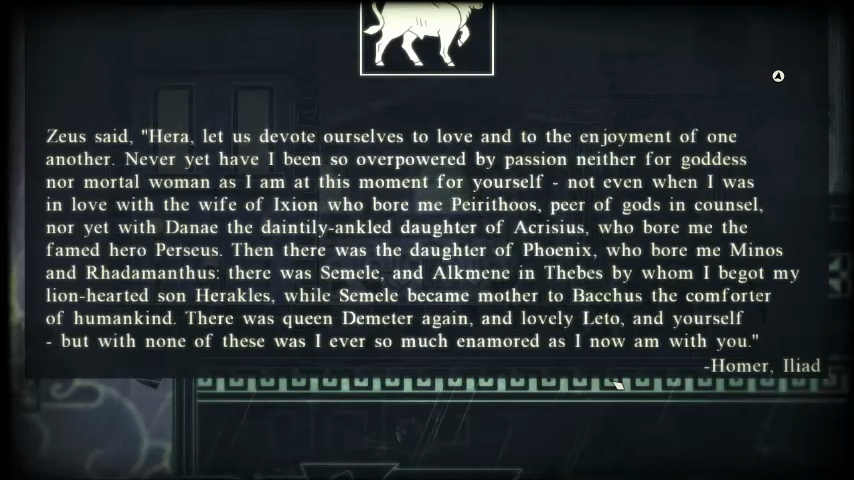 Zeus said, "Hera, let us devote ourselves to love and to the enjoyment of one
another. Never yet have I been so overpowered by passion neither for goddess
nor mortal woman as I am at this moment for yourself - not even when I was
in love with the wife of Ixion who bore me Peirithoos, peer of gods in counsel,
nor yet with Danae the daintily-ankled daughter of Acrisius, who bore me the
famed hero Perseus. Then there was the daughter of Phoenix, who bore me Minos
and Rhadamanthus: there was Semele, and Alkmene in Thebes by whom I begot my
lion-hearted son Herakles, while Semele became mother to Bacchus the comforter
of humankind. There was queen Demeter again, and lovely Leto, and yourself
- but with none of these was I ever so much enamored as I now am with you."
-Homer, Iliad